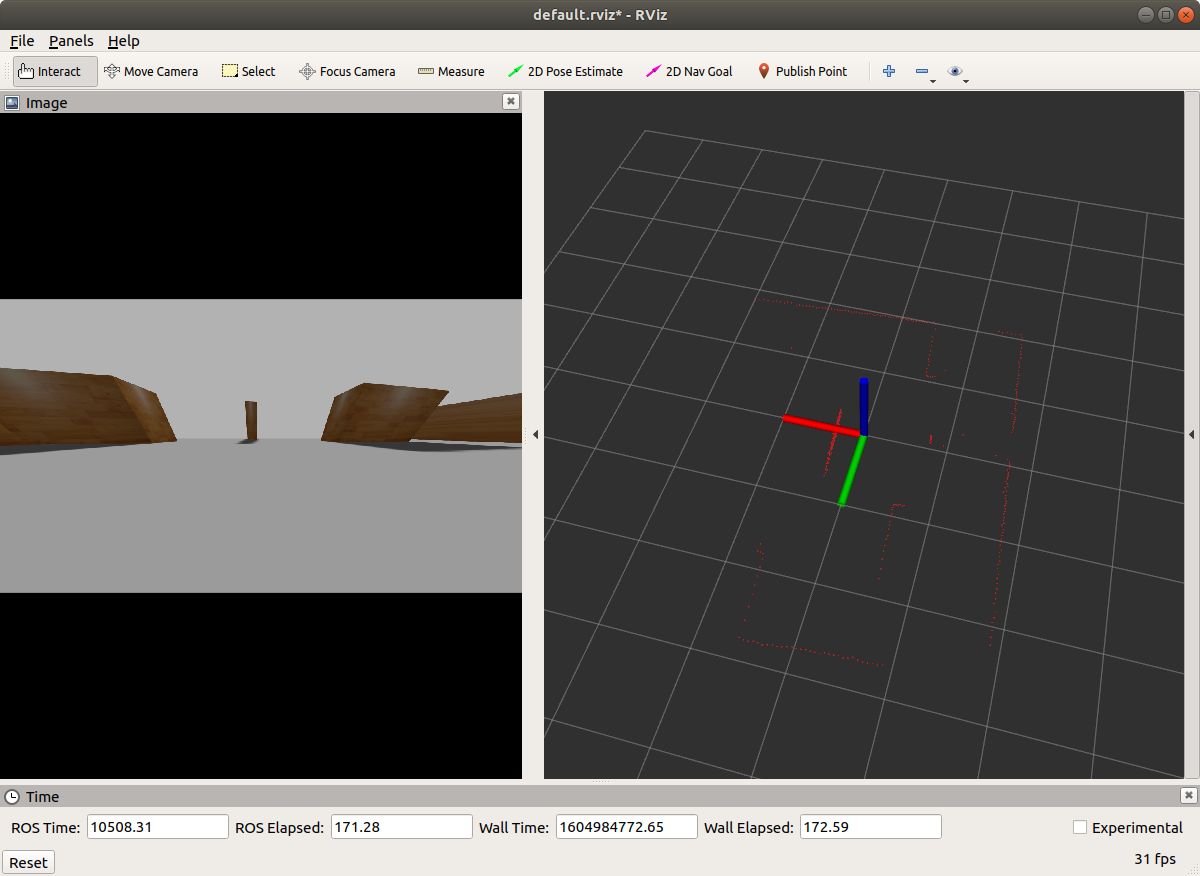 default.rviz* - RViz
File Panels Help
Interact Move Camera Select Focus Camera Measure 2D Pose Estimate 2D Nav Goal Publish Point
Image
Time
ROS Time: 10508.31 ROS Elapsed: 171.28 Wall Time: 1604984772.65 Wall Elapsed: 172.59 Experimental
Reset 31 fps